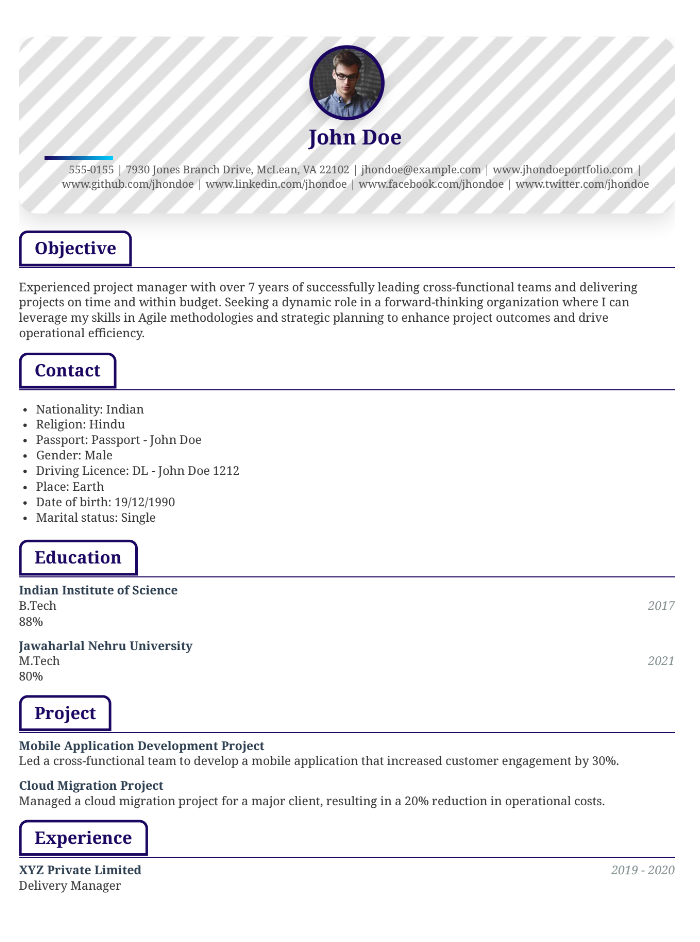 John Doe
555-0155 | 7930 Jones Branch Drive, McLean, VA 22102 | jhondoe@example.com | www.jhondoeportfolio.com |
www.github.com/jhondoe | www.linkedin.com/jhondoe | www.facebook.com/jhondoe | www.twitter.com/jhondoe
Objective
Experienced project manager with over 7 years of successfully leading cross-functional teams and delivering
projects on time and within budget. Seeking a dynamic role in a forward-thinking organization where I can
leverage my skills in Agile methodologies and strategic planning to enhance project outcomes and drive
operational efficiency.
Contact
• Nationality: Indian
• Religion: Hindu
• Passport: Passport - John Doe
• Gender: Male
• Driving Licence: DL - John Doe 1212
• Place: Earth
• Date of birth: 19/12/1990
• Marital status: Single
Education
Indian Institute of Science
B.Tech 2017
88%
Jawaharlal Nehru University
M.Tech 2021
80%
Project
Mobile Application Development Project
Led a cross-functional team to develop a mobile application that increased customer engagement by 30%.
Cloud Migration Project
Managed a cloud migration project for a major client, resulting in a 20% reduction in operational costs.
Experience
XYZ Private Limited 2019 - 2020
Delivery Manager